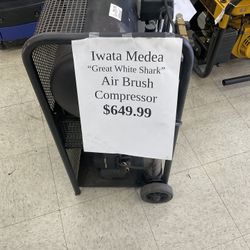 Iwata Medea
“Great White Shark”
Air Brush
Compressor
$649.99